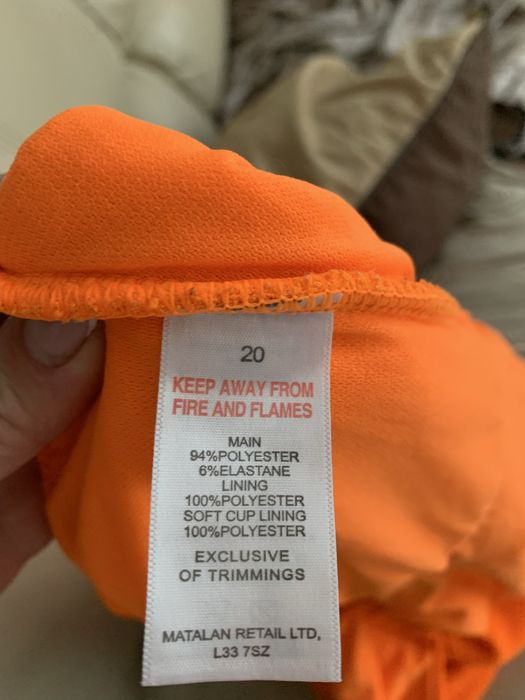 20
KEEP AWAY FROM
FIRE AND FLAMES
MAIN
94%POLYESTER
6%ELASTANE
LINING
100%POLYESTER
SOFT CUP LINING
100%POLYESTER
EXCLUSIVE
OF TRIMMINGS
MATALAN RETAIL LTD,
L33 7SZ